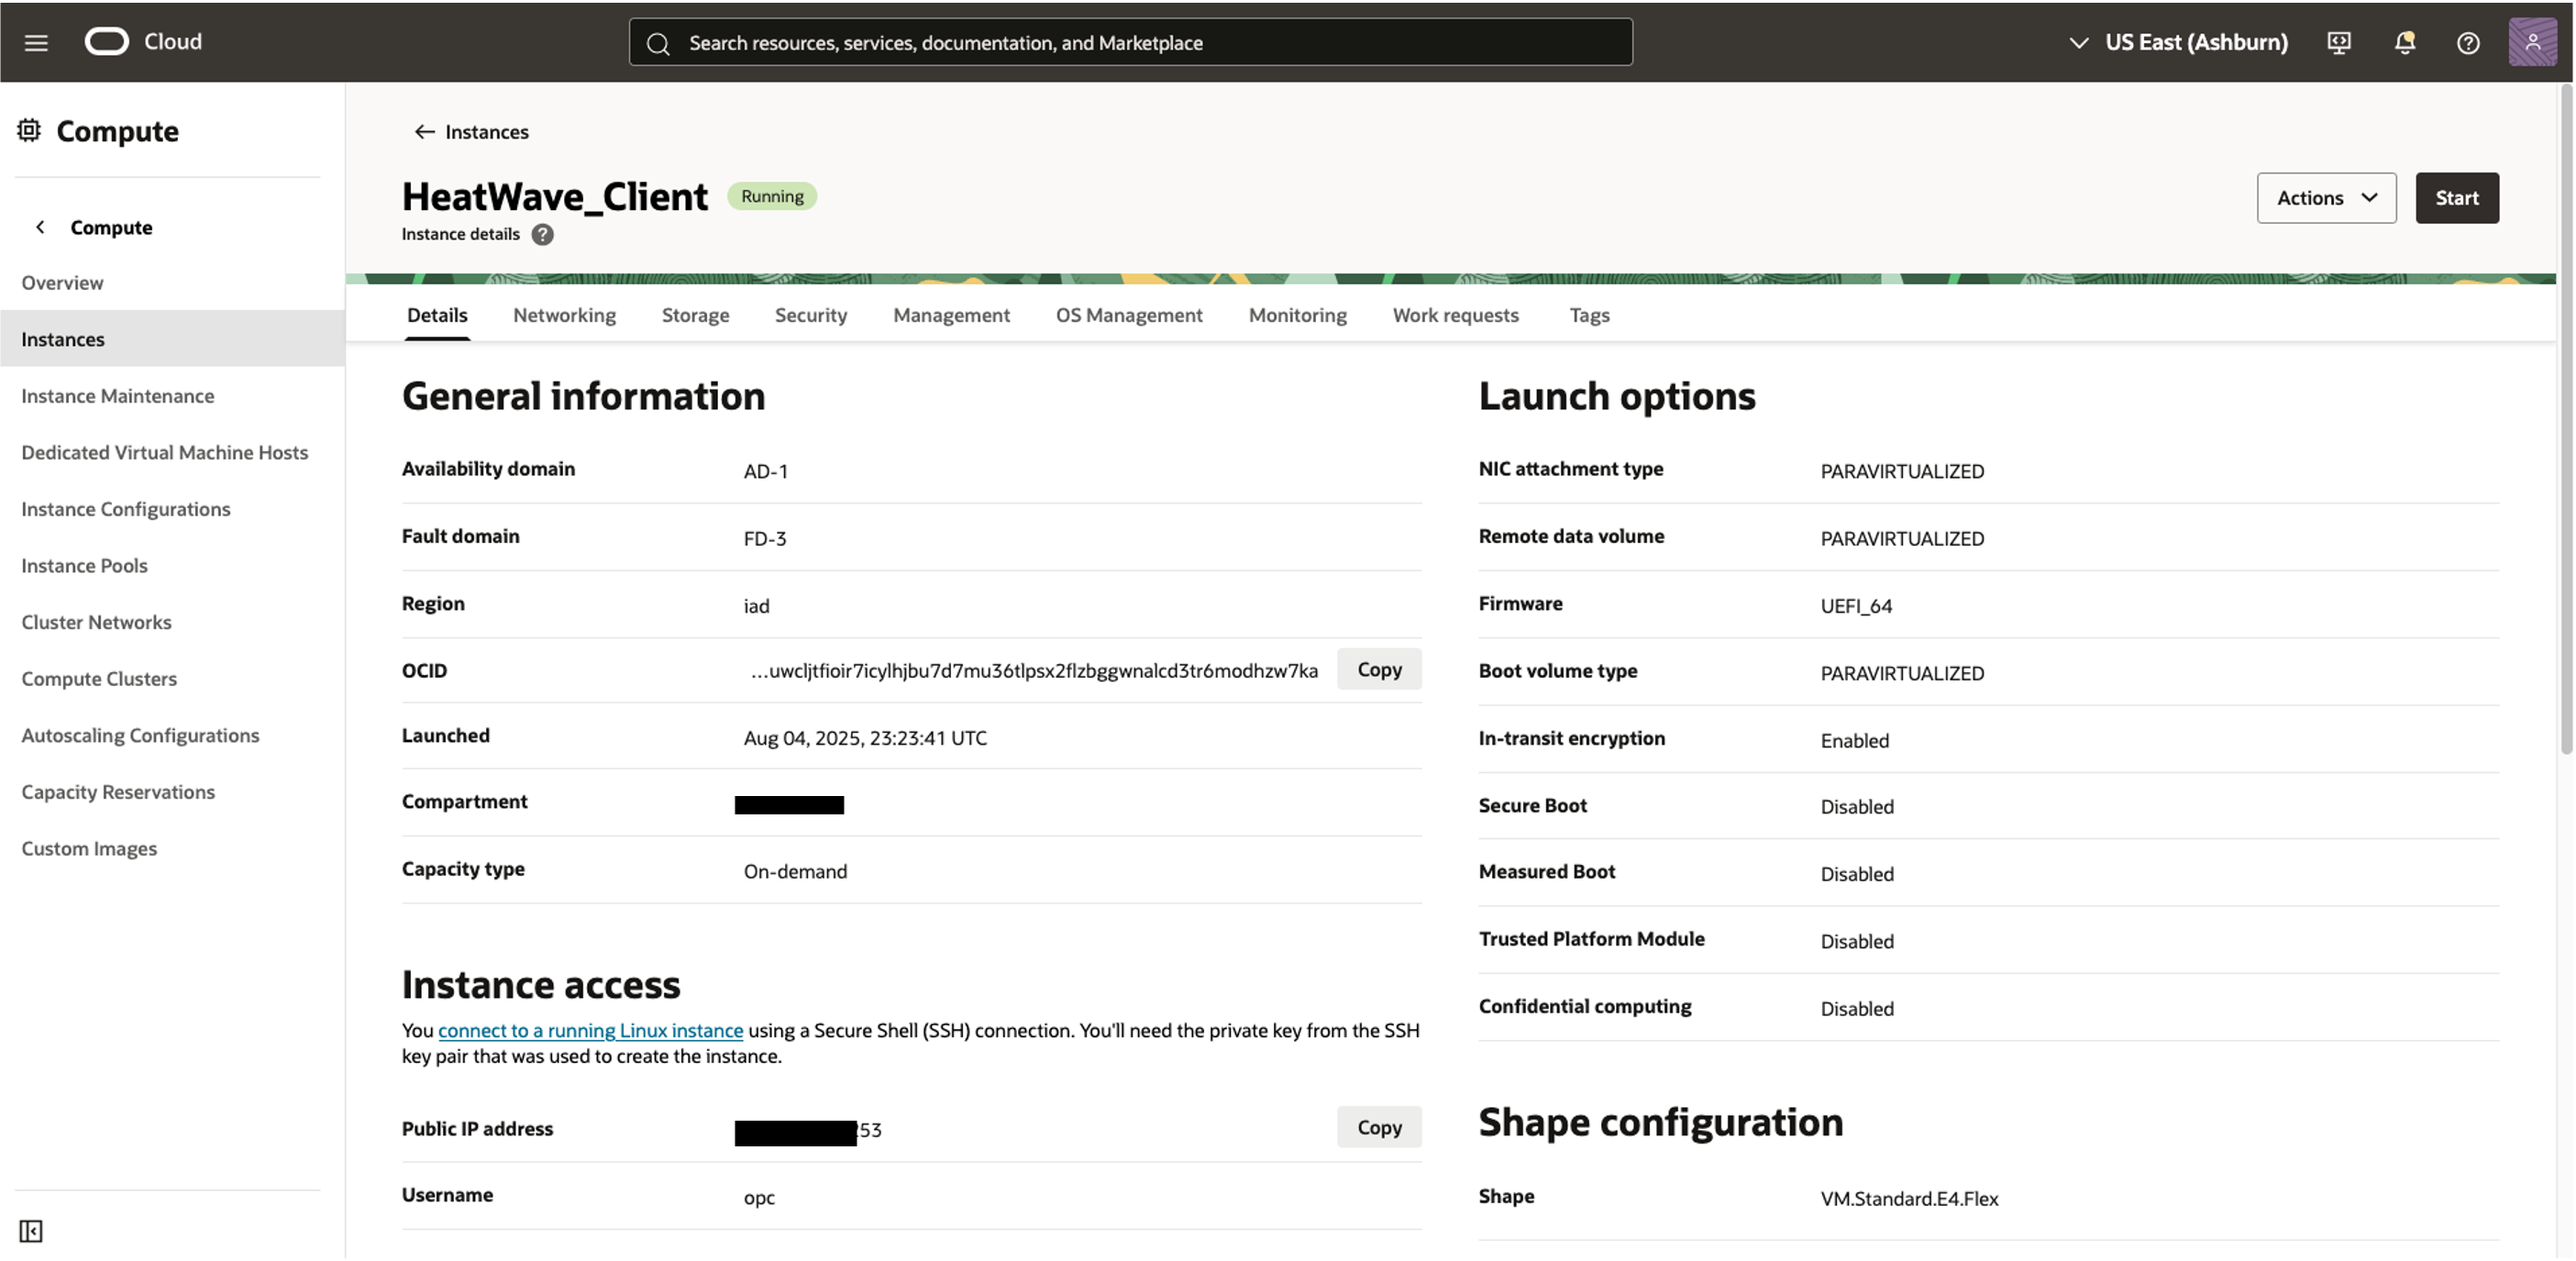 Cloud
Search resources, services, documentation, and Marketplace
US East (Ashburn)
Compute
Compute
Overview
Instances
Instance Maintenance
Dedicated Virtual Machine Hosts
Instance Configurations
Instance Pools
Cluster Networks
Compute Clusters
Autoscaling Configurations
Capacity Reservations
Custom Images
Instances
HeatWave_Client Running
Instance details ?
Actions Start
Details Networking Storage Security Management OS Management Monitoring Work requests Tags
General information
Availability domain AD-1
Fault domain FD-3
Region iad
OCID ...uwcljtfioir7icylhjbu7d7mu36tlpsx2flzbggwnalcd3tr6modhzw7ka Copy
Launched Aug 04, 2025, 23:23:41 UTC
Compartment
Capacity type On-demand
Instance access
You connect to a running Linux instance using a Secure Shell (SSH) connection. You'll need the private key from the SSH
key pair that was used to create the instance.
Public IP address 53 Copy
Username opc
Launch options
NIC attachment type PARAVIRTUALIZED
Remote data volume PARAVIRTUALIZED
Firmware UEFI_64
Boot volume type PARAVIRTUALIZED
In-transit encryption Enabled
Secure Boot Disabled
Measured Boot Disabled
Trusted Platform Module Disabled
Confidential computing Disabled
Shape configuration
Shape VM.Standard.E4.Flex